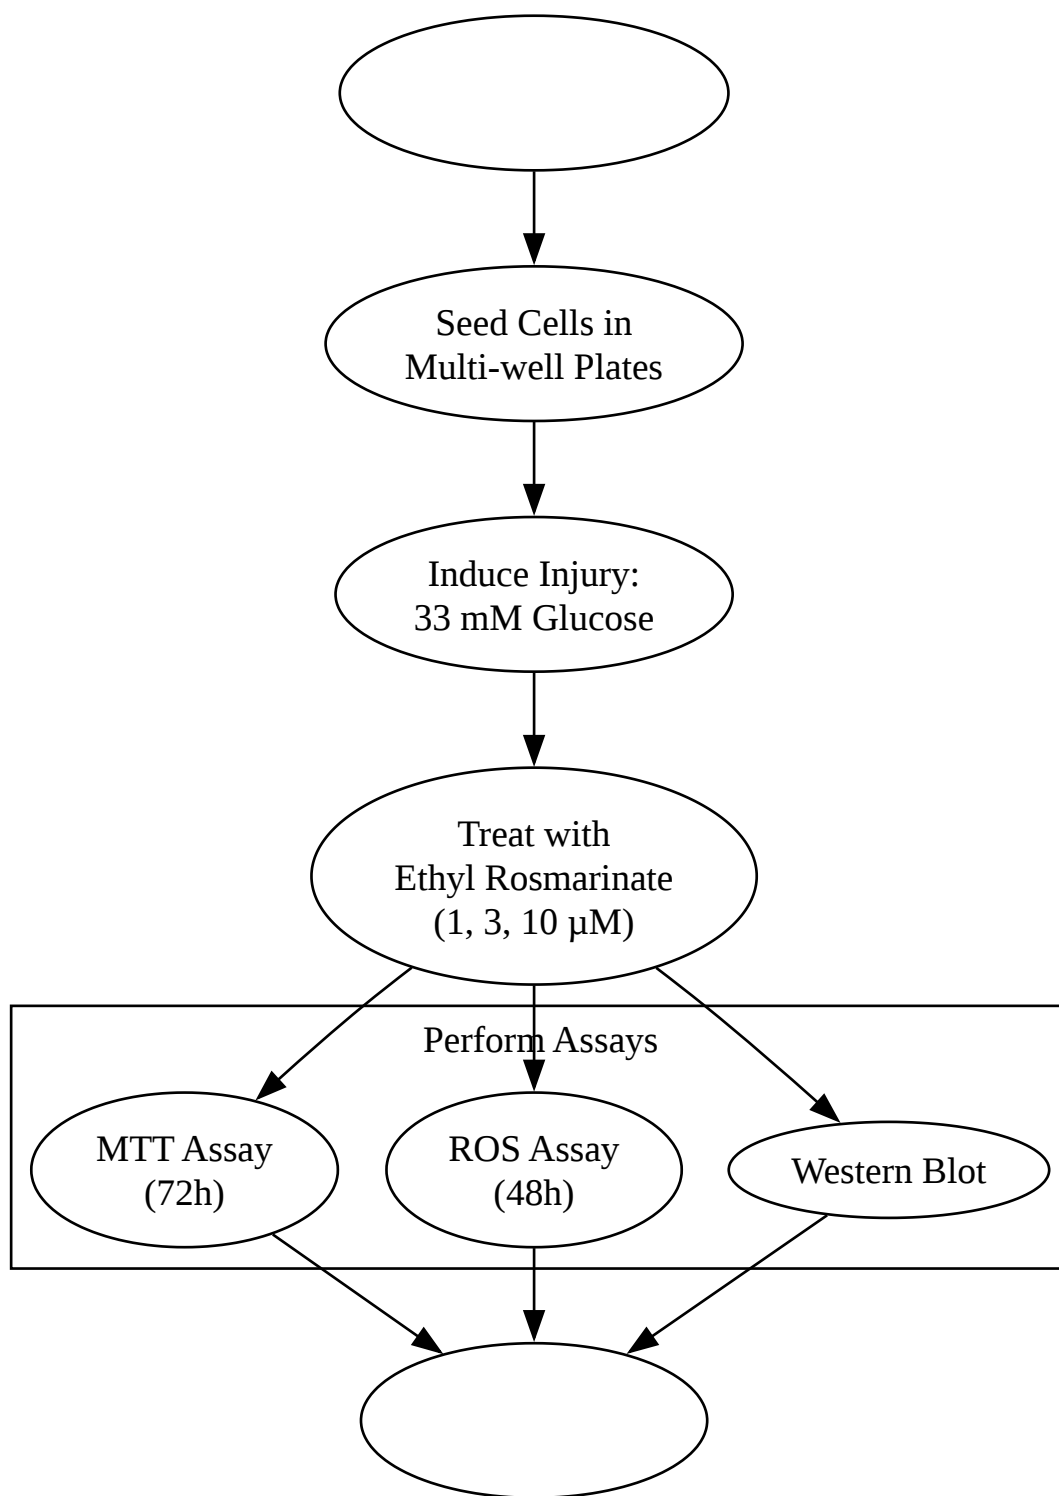 Seed Cells in
Multi-well Plates
Induce Injury:
33 mM Glucose
Treat with
Ethyl Rosmarinate
(1, 3, 10 µM)
Perform Assays
MTT Assay
(72h)
ROS Assay
(48h)
Western Blot